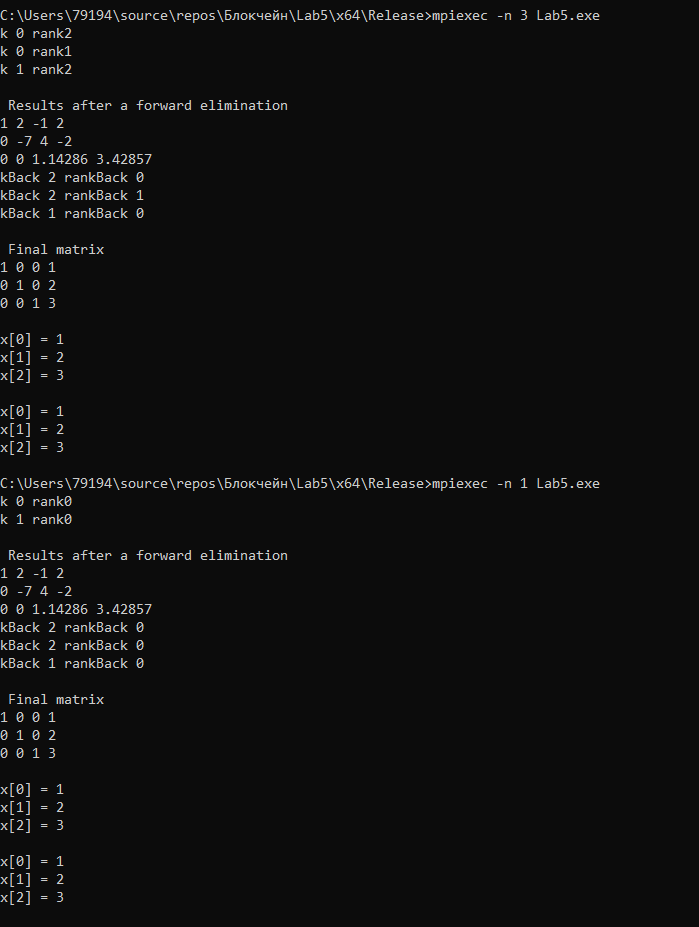 C:\Users\79194\source\repos\Блокчейн\Lab5\x64\Release>mpiexec -n 3 Lab5.exe
k 0 rank2
k 0 rank1
k 1 rank2
Results after a forward elimination
1 2 -1 2
0 -7 4 -2
0 0 1.14286 3.42857
kBack 2 rankBack 0
kBack 2 rankBack 1
kBack 1 rankBack 0
Final matrix
1 0 0 1
0 1 0 2
0 0 1 3
x[0] = 1
x[1] = 2
x[2] = 3
x[0] = 1
x[1] = 2
x[2] = 3
C:\Users\79194\source\repos\Блокчейн\Lab5\x64\Release>mpiexec -n 1 Lab5.exe
k 0 rank0
k 1 rank0
Results after a forward elimination
1 2 -1 2
0 -7 4 -2
0 0 1.14286 3.42857
kBack 2 rankBack 0
kBack 2 rankBack 0
kBack 1 rankBack 0
Final matrix
1 0 0 1
0 1 0 2
0 0 1 3
x[0] = 1
x[1] = 2
x[2] = 3
x[0] = 1
x[1] = 2
x[2] = 3